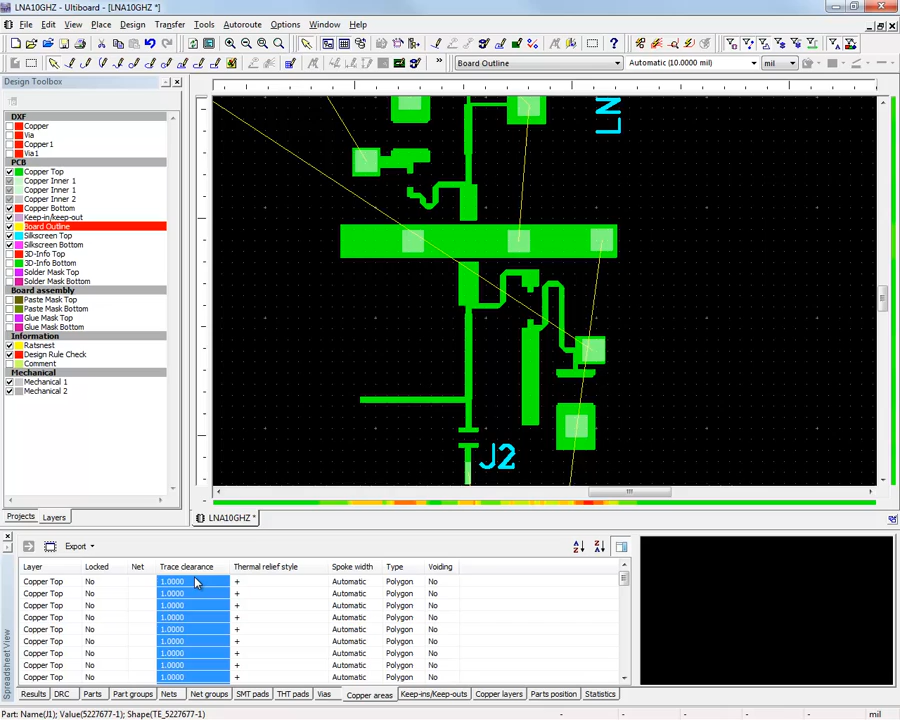 LNA10GHZ - Ultiboard - [LNA10GHZ *]
File Edit View Place Design Transfer Tools Autoroute Options Window Help
Board Outline Automatic (10.0000 mil) mil
Design Toolbox
DXF
Copper
Via
Copper1
Via1
PCB
Copper Top
Copper Inner 1
Copper Inner 1
Copper Inner 2
Copper Bottom
Keep-in/keep-out
Board Outline
Silkscreen Top
Silkscreen Bottom
3D-Info Top
3D-Info Bottom
Solder Mask Top
Solder Mask Bottom
Board assembly
Paste Mask Top
Paste Mask Bottom
Glue Mask Top
Glue Mask Bottom
Information
Ratsnest
Design Rule Check
Comment
Mechanical
Mechanical 1
Mechanical 2
Projects Layers
LN
J2
LNA10GHZ *
Spreadsheet View
Export
Layer Locked Net Trace clearance Thermal relief style Spoke width Type Voiding
Copper Top No 1.0000 + Automatic Polygon No
Copper Top No 1.0000 + Automatic Polygon No
Copper Top No 1.0000 + Automatic Polygon No
Copper Top No 1.0000 + Automatic Polygon No
Copper Top No 1.0000 + Automatic Polygon No
Copper Top No 1.0000 + Automatic Polygon No
Copper Top No 1.0000 + Automatic Polygon No
Copper Top No 1.0000 + Automatic Polygon No
Copper Top No 1.0000 + Automatic Polygon No
Results DRC Parts Part groups Nets Net groups SMT pads THT pads Vias Copper areas Keep-ins/Keep-outs Copper layers Parts position Statistics
Part: Name(J1); Value(5227677-1); Shape(TE_5227677-1)